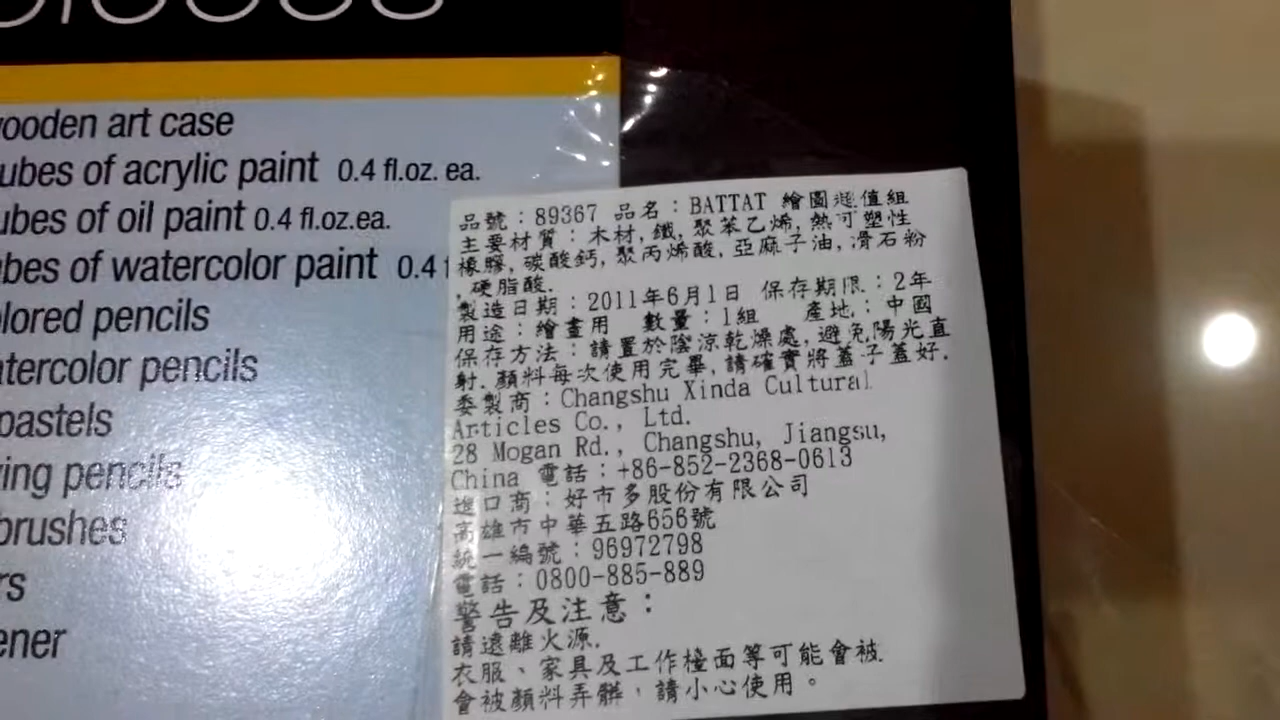 wooden art case
tubes of acrylic paint 0.4 fl.oz. ea.
tubes of oil paint 0.4 fl.oz.ea.
tubes of watercolor paint 0.4 f
colored pencils
watercolor pencils
pastels
ing pencils
brushes
rs
ener
品號：89367 品名：BATTAT 繪圖超值組
主要材質：木材,鐵,聚苯乙烯,熱可塑性
橡膠,碳酸鈣,聚丙烯酸,亞麻子油,滑石粉
,硬脂酸.
製造日期：2011年6月1日 保存期限：2年
用途：繪畫用 數量：1組 產地：中國
保存方法：請置於陰涼乾燥處,避免陽光直
射.顏料每次使用完畢,請確實將蓋子蓋好.
委製商：Changshu Xinda Cultural
Articles Co., Ltd.
28 Mogan Rd., Changshu, Jiangsu,
China 電話：+86-852-2368-0613
進口商：好市多股份有限公司
高雄市中華五路656號
統一編號：96972798
電話：0800-885-889
警告及注意：
請遠離火源.
衣服、家具及工作檯面等可能會被.
會被顏料弄髒，請小心使用。